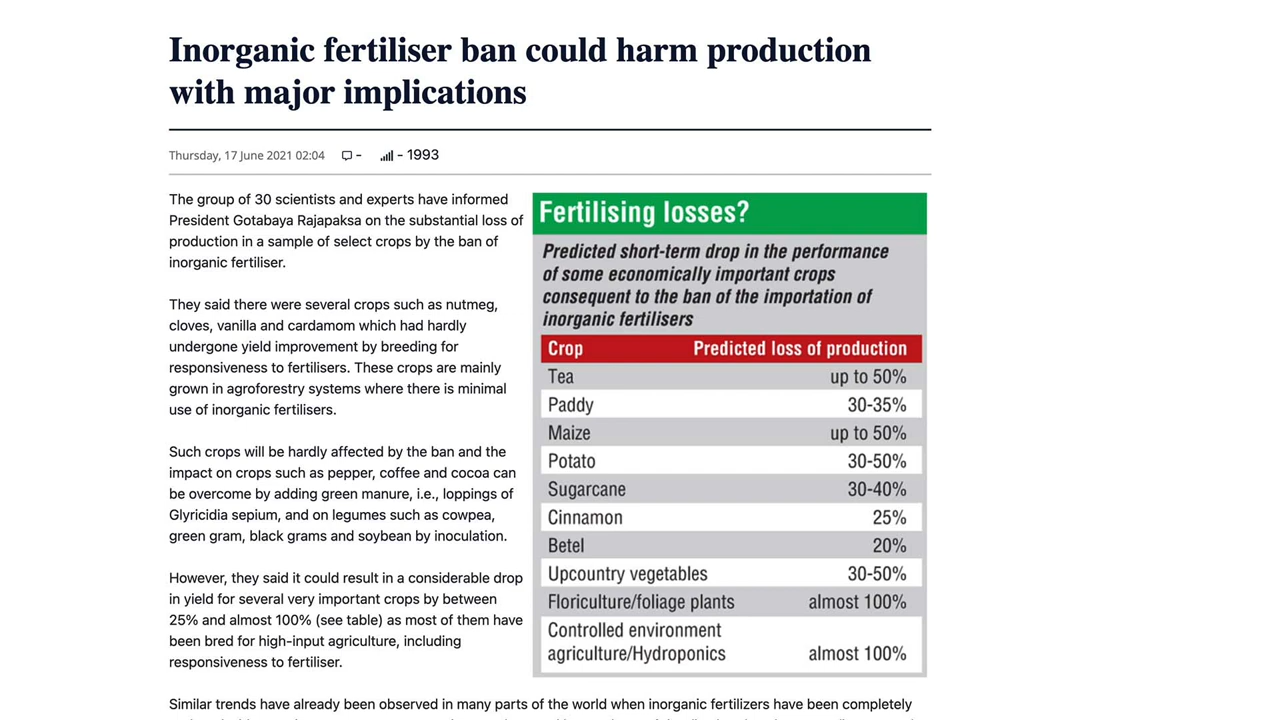 Inorganic fertiliser ban could harm production
with major implications
Thursday, 17 June 2021 02:04 - - 1993
The group of 30 scientists and experts have informed
President Gotabaya Rajapaksa on the substantial loss of
production in a sample of select crops by the ban of
inorganic fertiliser.
They said there were several crops such as nutmeg,
cloves, vanilla and cardamom which had hardly
undergone yield improvement by breeding for
responsiveness to fertilisers. These crops are mainly
grown in agroforestry systems where there is minimal
use of inorganic fertilisers.
Such crops will be hardly affected by the ban and the
impact on crops such as pepper, coffee and cocoa can
be overcome by adding green manure, i.e., loppings of
Glyricidia sepium, and on legumes such as cowpea,
green gram, black grams and soybean by inoculation.
However, they said it could result in a considerable drop
in yield for several very important crops by between
25% and almost 100% (see table) as most of them have
been bred for high-input agriculture, including
responsiveness to fertiliser.
Fertilising losses?
Predicted short-term drop in the performance
of some economically important crops
consequent to the ban of the importation of
inorganic fertilisers
Crop Predicted loss of production
Tea up to 50%
Paddy 30-35%
Maize up to 50%
Potato 30-50%
Sugarcane 30-40%
Cinnamon 25%
Betel 20%
Upcountry vegetables 30-50%
Floriculture/foliage plants almost 100%
Controlled environment
agriculture/Hydroponics almost 100%
Similar trends have already been observed in many parts of the world when inorganic fertilizers have been completely